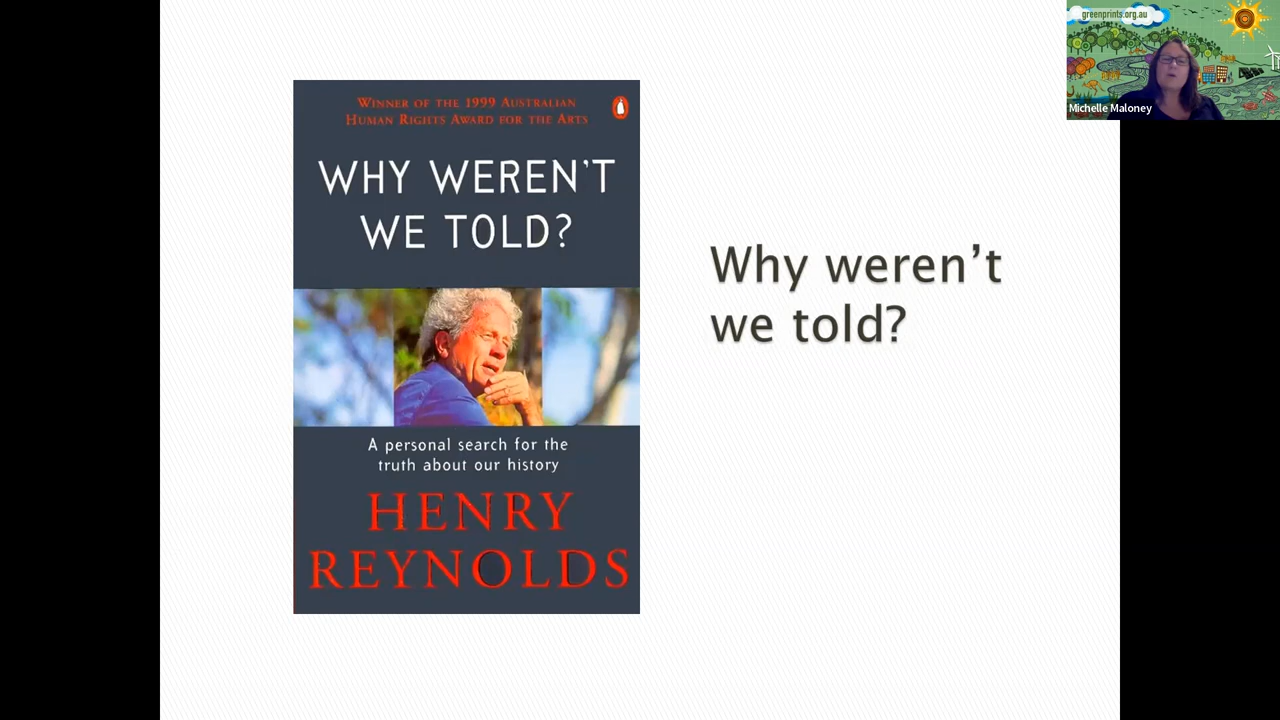 WINNER OF THE 1999 AUSTRALIAN
HUMAN RIGHTS AWARD FOR THE ARTS
WHY WEREN'T
WE TOLD?
A personal search for the
truth about our history
HENRY
REYNOLDS
Why weren’t
we told?
greenprints.org.au
Michelle Maloney